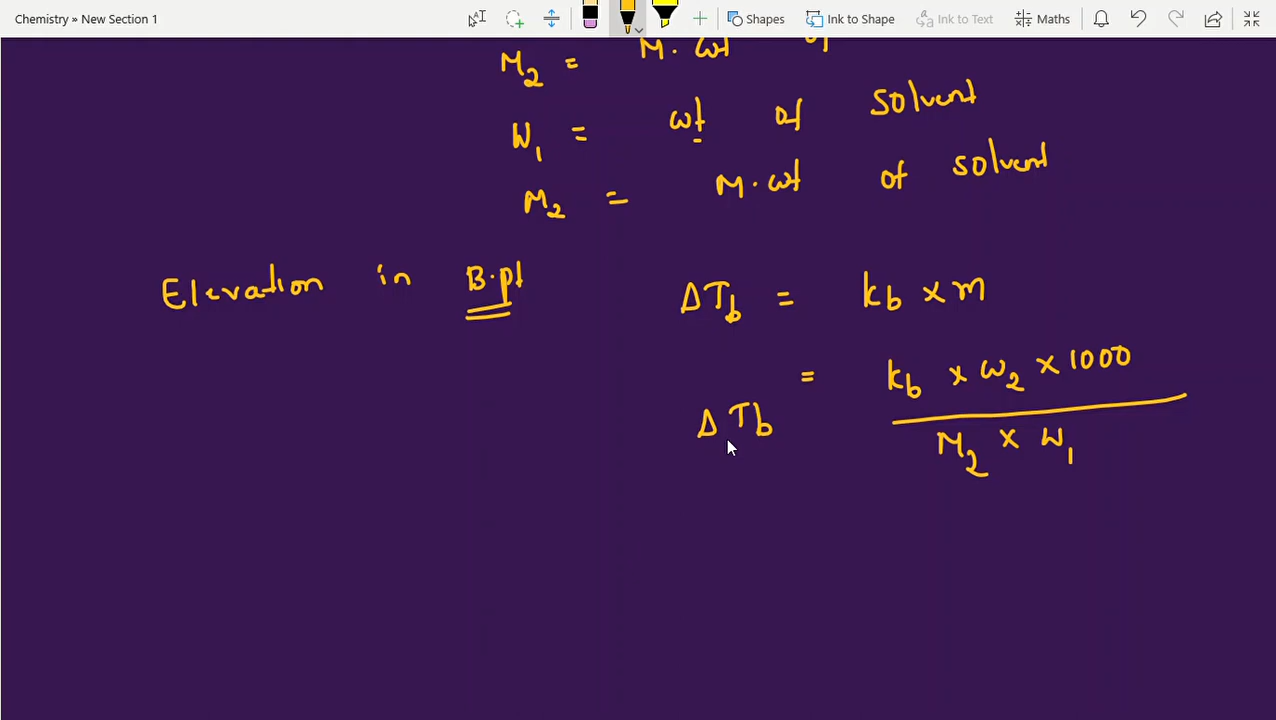 Chemistry » New Section 1
Shapes Ink to Shape Ink to Text Maths
M₂ = M. wt of
W₁ = wt of solvent
M₂ = M. wt of solvent
Elevation in B.pt ΔTb = kb × m
= kb × w₂ × 1000
ΔTb
M₂ × W₁